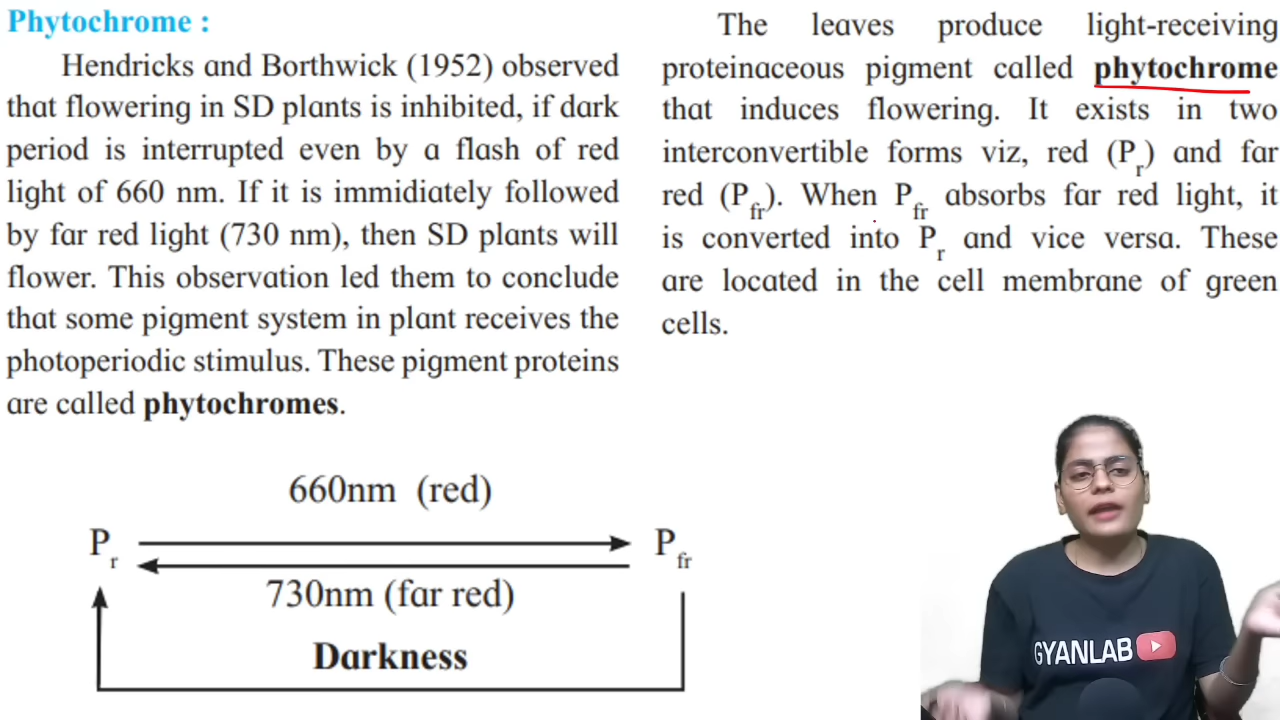 Phytochrome :
Hendricks and Borthwick (1952) observed
that flowering in SD plants is inhibited, if dark
period is interrupted even by a flash of red
light of 660 nm. If it is immidiately followed
by far red light (730 nm), then SD plants will
flower. This observation led them to conclude
that some pigment system in plant receives the
photoperiodic stimulus. These pigment proteins
are called phytochromes.
The leaves produce light-receiving
proteinaceous pigment called phytochrome
that induces flowering. It exists in two
interconvertible forms viz, red (Pr) and far
red (Pfr). When Pfr absorbs far red light, it
is converted into Pr and vice versa. These
are located in the cell membrane of green
cells.
660nm (red)
Pr Pfr
730nm (far red)
Darkness
GYANLAB